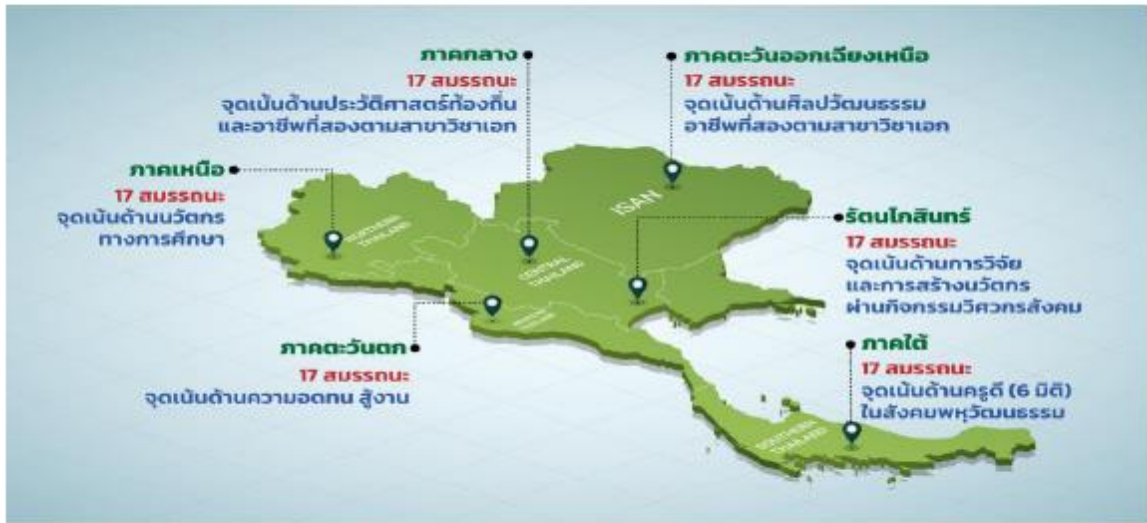 ภาคกลาง
17 สมรรถนะ
จุดเน้นด้านประวัติศาสตร์ท้องถิ่น
และอาชีพที่สองตามสาขาวิชาเอก
ภาคตะวันออกเฉียงเหนือ
17 สมรรถนะ
จุดเน้นด้านศิลปวัฒนธรรม
อาชีพที่สองตามสาขาวิชาเอก
ภาคเหนือ
17 สมรรถนะ
จุดเน้นด้านนวัตกร
ทางการศึกษา
รัตนโกสินทร์
17 สมรรถนะ
จุดเน้นด้านการวิจัย
และการสร้างนวัตกร
ผ่านกิจกรรมวิศวกรสังคม
ภาคตะวันตก
17 สมรรถนะ
จุดเน้นด้านความอดทน สู้งาน
ภาคใต้
17 สมรรถนะ
จุดเน้นด้านครูดี (6 มิติ)
ในสังคมพหุวัฒนธรรม
ISAN
NORTHERN
THAILAND
CENTRAL
THAILAND
SOUTHERN
THAILAND